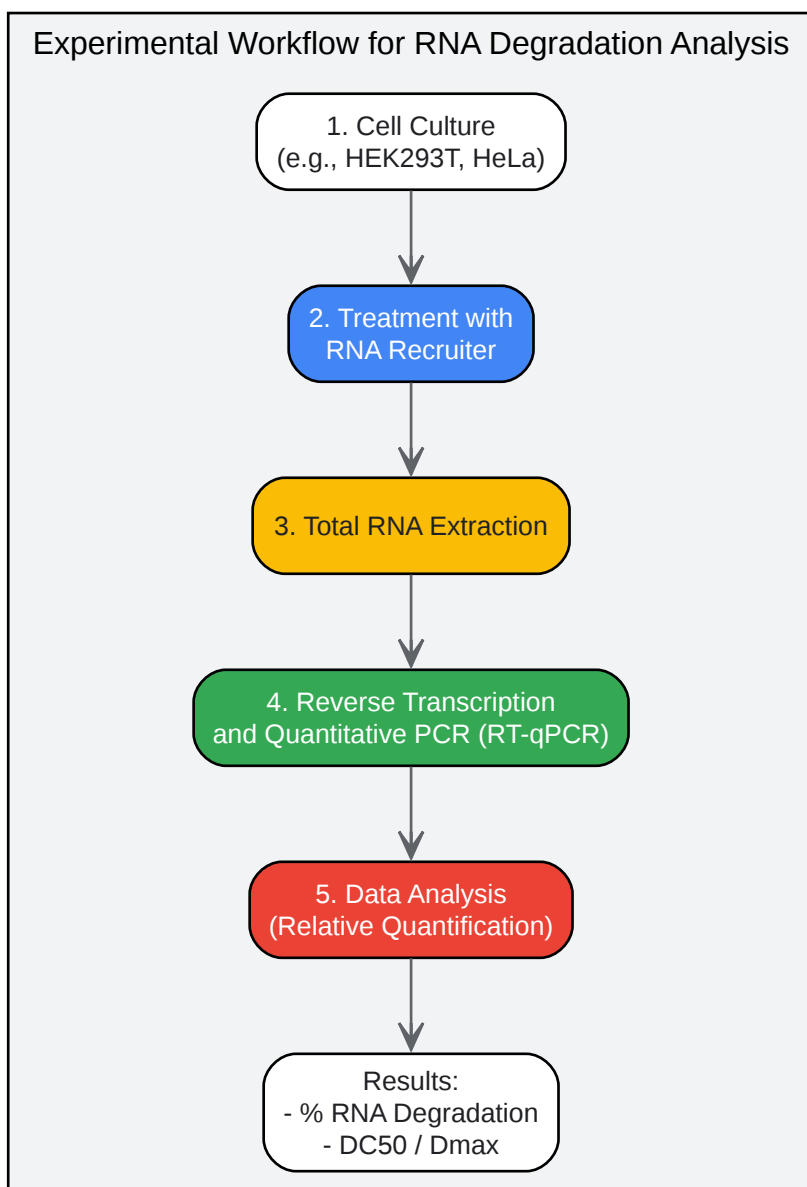 Experimental Workflow for RNA Degradation Analysis
1. Cell Culture
(e.g., HEK293T, HeLa)
2. Treatment with
RNA Recruiter
3. Total RNA Extraction
4. Reverse Transcription
and Quantitative PCR (RT-qPCR)
5. Data Analysis
(Relative Quantification)
Results:
- % RNA Degradation
- DC50 / Dmax